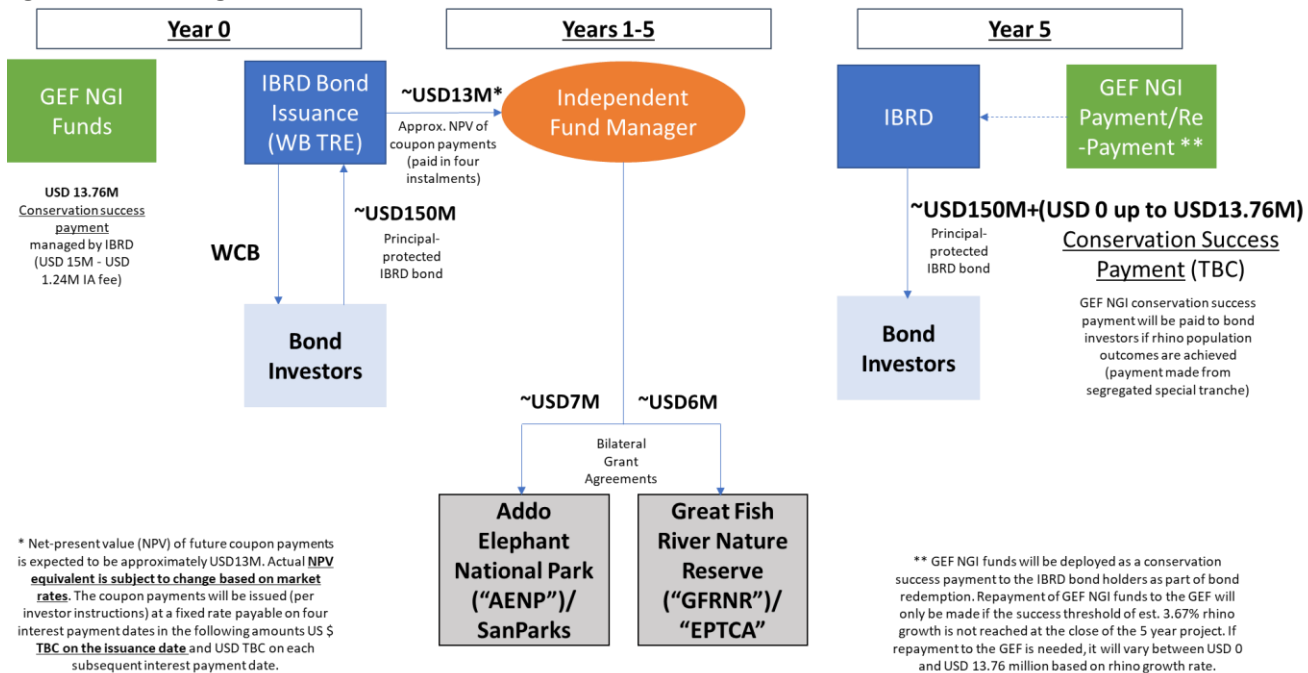 Year 0
Years 1-5
Year 5
GEF NGI
Funds
IBRD Bond
Issuance
(WB TRE)
~USD13M*
Approx. NPV of
coupon payments
(paid in four
instalments)
Independent
Fund Manager
IBRD
GEF NGI
Payment/Re
-Payment **
USD 13.76M
Conservation success
payment
managed by IBRD
(USD 15M - USD
1.24M IA fee)
WCB
~USD150M
Principal-
protected
IBRD bond
Bond
Investors
~USD150M+(USD 0 up to USD13.76M)
Principal-
protected
IBRD bond
Conservation Success
Payment (TBC)
GEF NGI conservation success
payment will be paid to bond
investors if rhino population
outcomes are achieved
(payment made from
segregated special tranche)
Bond
Investors
~USD7M
~USD6M
Bilateral
Grant
Agreements
Addo
Elephant
National Park
("AENP")/
SanParks
Great Fish
River Nature
Reserve
("GFRNR")/
"EPTCA"
* Net-present value (NPV) of future coupon payments
is expected to be approximately USD13M. Actual NPV
equivalent is subject to change based on market
rates. The coupon payments will be issued (per
investor instructions) at a fixed rate payable on four
interest payment dates in the following amounts US $
TBC on the issuance date and USD TBC on each
subsequent interest payment date.
** GEF NGI funds will be deployed as a conservation
success payment to the IBRD bond holders as part of bond
redemption. Repayment of GEF NGI funds to the GEF will
only be made if the success threshold of est. 3.67% rhino
growth is not reached at the close of the 5 year project. If
repayment to the GEF is needed, it will vary between USD 0
and USD 13.76 million based on rhino growth rate.